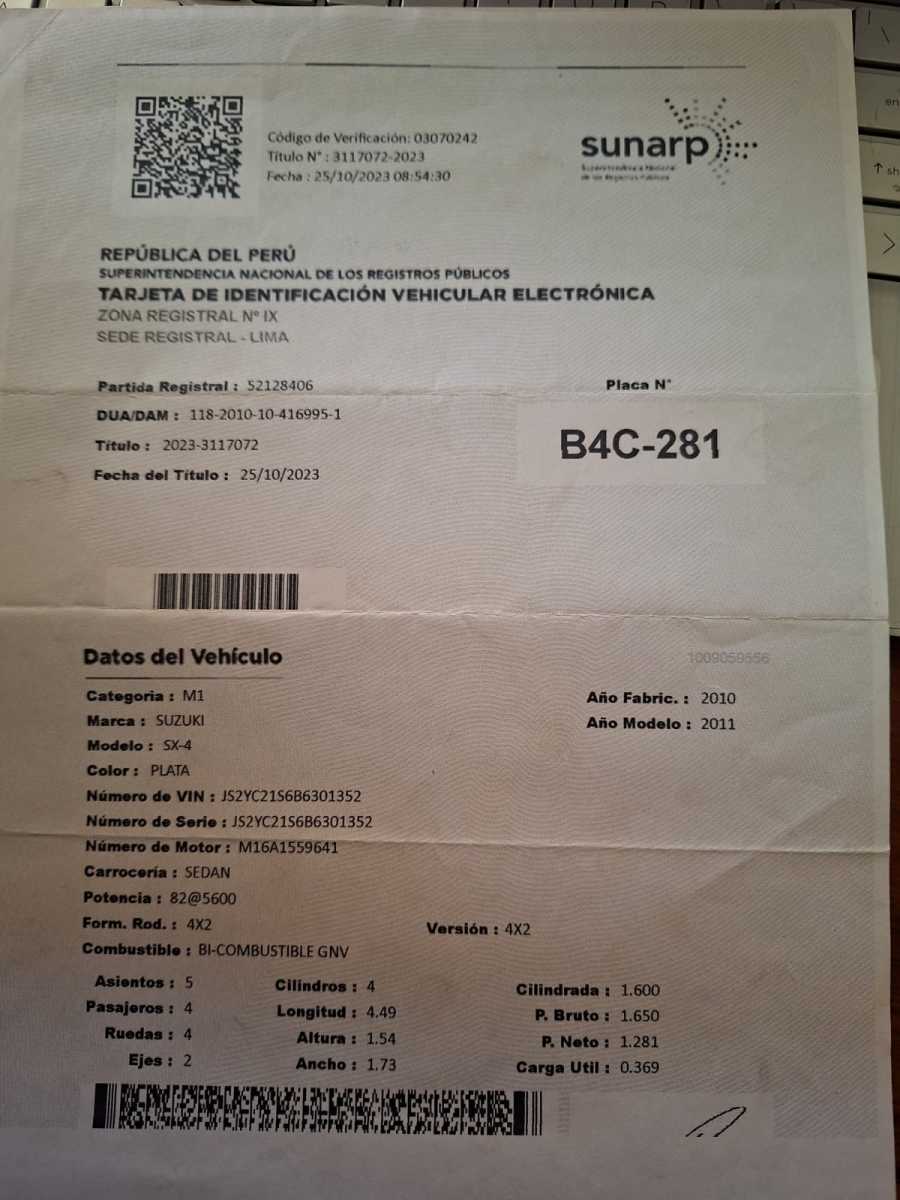 Código de Verificación: 03070242
Título N° : 3117072-2023
Fecha : 25/10/2023 08:54:30
sunarp
Superintendencia Nacional
de los Registros Públicos
REPÚBLICA DEL PERÚ
SUPERINTENDENCIA NACIONAL DE LOS REGISTROS PÚBLICOS
TARJETA DE IDENTIFICACIÓN VEHICULAR ELECTRÓNICA
ZONA REGISTRAL Nº IX
SEDE REGISTRAL - LIMA
Partida Registral : 52128406
Placa N°
DUA/DAM : 118-2010-10-416995-1
B4C-281
Título : 2023-3117072
Fecha del Título : 25/10/2023
Datos del Vehículo
1009059556
Categoria : M1
Año Fabric. : 2010
Marca : SUZUKI
Año Modelo : 2011
Modelo : SX-4
Color : PLATA
Número de VIN : JS2YC21S6B6301352
Número de Serie : JS2YC21S6B6301352
Número de Motor : M16A1559641
Carrocería : SEDAN
Potencia : 82@5600
Form. Rod. : 4X2
Versión : 4X2
Combustible : BI-COMBUSTIBLE GNV
Asientos : 5
Cilindros : 4
Cilindrada : 1.600
Pasajeros : 4
Longitud : 4.49
P. Bruto : 1.650
Ruedas : 4
Altura : 1.54
P. Neto : 1.281
Ejes : 2
Ancho : 1.73
Carga Util : 0.369